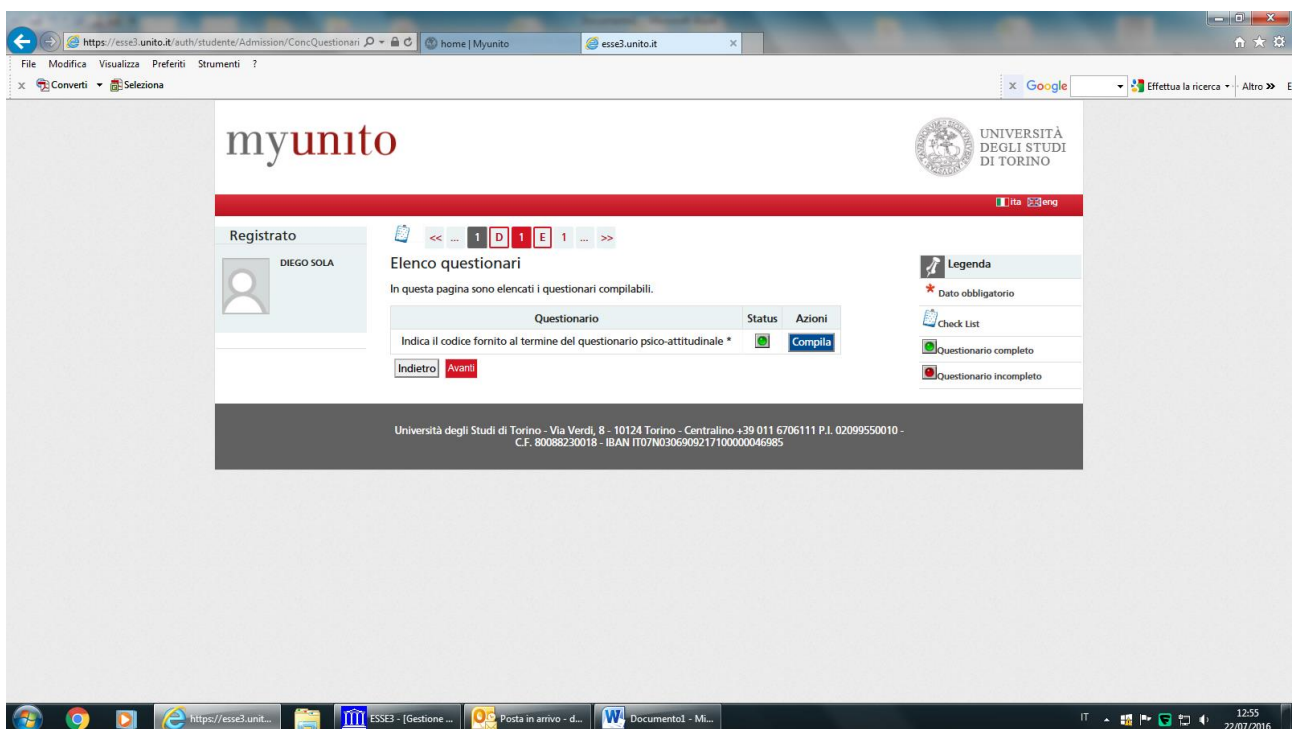 https://esse3.unito.it/auth/studente/Admission/ConcQuestionari
home | Myunito
esse3.unito.it
File Modifica Visualizza Preferiti Strumenti ?
x Converti Seleziona
x Google
Effettua la ricerca
Altro >>
E
myunito
UNIVERSITÀ
DEGLI STUDI
DI TORINO
ita eng
Registrato
DIEGO SOLA
<< ... 1 D 1 E 1 ... >>
Elenco questionari
In questa pagina sono elencati i questionari compilabili.
Questionario Status Azioni
Indica il codice fornito al termine del questionario psico-attitudinale * Compila
Indietro Avanti
Legenda
* Dato obbligatorio
Check List
Questionario completo
Questionario incompleto
Università degli Studi di Torino - Via Verdi, 8 - 10124 Torino - Centralino +39 011 6706111 P.I. 02099550010 -
C.F. 80088230018 - IBAN IT07N0306909217100000046985
https://esse3.unit...
ESSE3 - [Gestione ...
Posta in arrivo - d...
Documento1 - Mi...
IT
12:55
22/07/2016